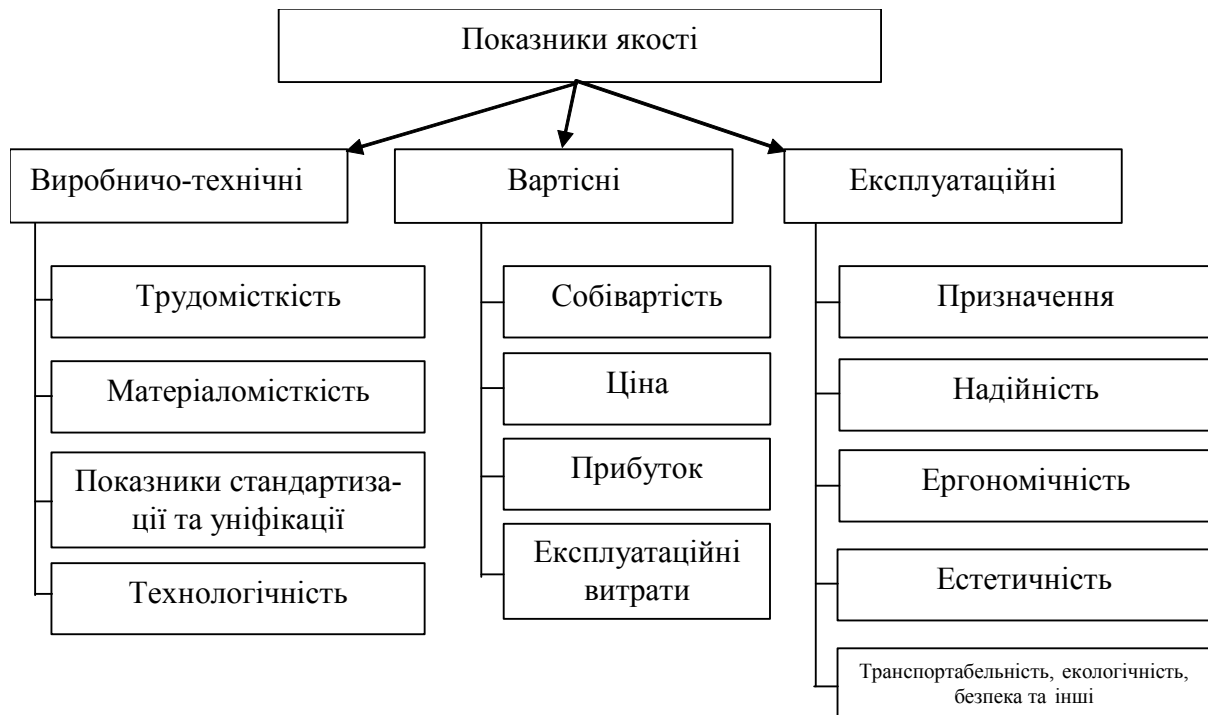 Показники якості
Виробничо-технічні
Вартісні
Експлуатаційні
Трудомісткість
Матеріаломісткість
Показники стандартиза-
ції та уніфікації
Технологічність
Собівартість
Ціна
Прибуток
Експлуатаційні
витрати
Призначення
Надійність
Ергономічність
Естетичність
Транспортабельність, екологічність,
безпека та інші